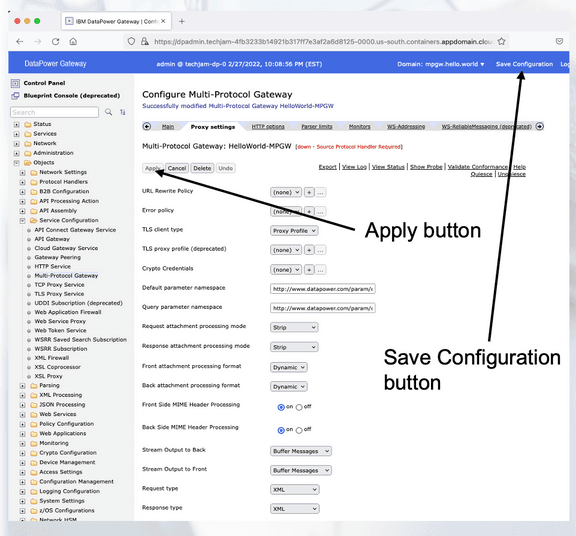 IBM DataPower Gateway | Confi
https://dpadmin.techjam-4fb3233b14921b317ff7e3af2a6d8125-0000.us-south.containers.appdomain.clou
DataPower Gateway
admin @ techjam-dp-0 2/27/2022, 10:08:56 PM (EST)
Domain: mpgw.hello.world
Save Configuration
Log
Control Panel
Blueprint Console (deprecated)
Search
Status
Services
Network
Administration
Objects
Network Settings
Protocol Handlers
B2B Configuration
API Processing Action
API Assembly
Service Configuration
API Connect Gateway Service
API Gateway
Cloud Gateway Service
Gateway Peering
HTTP Service
Multi-Protocol Gateway
TCP Proxy Service
TLS Proxy Service
UDDI Subscription (deprecated)
Web Application Firewall
Web Service Proxy
Web Token Service
WSRR Saved Search Subscription
WSRR Subscription
XML Firewall
XSL Coprocessor
XSL Proxy
Parsing
XML Processing
JSON Processing
Web Services
Policy Configuration
Web Applications
Monitoring
Crypto Configuration
Device Management
Access Settings
Configuration Management
Logging Configuration
System Settings
z/OS Configurations
Network HSM
Configure Multi-Protocol Gateway
Successfully modified Multi-Protocol Gateway HelloWorld-MPGW
Main Proxy settings HTTP options Parser limits Monitors WS-Addressing WS-ReliableMessaging (deprecated)
Multi-Protocol Gateway: HelloWorld-MPGW [down - Source Protocol Handler Required]
Apply Cancel Delete Undo
Export | View Log | View Status | Show Probe | Validate Conformance Help
Quiesce | Unquiesce
URL Rewrite Policy (none) + ...
Error policy (none) + ...
TLS client type Proxy Profile
TLS proxy profile (deprecated) (none) + ...
Crypto Credentials (none) + ...
Default parameter namespace http://www.datapower.com/param/
Query parameter namespace http://www.datapower.com/param/
Request attachment processing mode Strip
Response attachment processing mode Strip
Front attachment processing format Dynamic
Back attachment processing format Dynamic
Front Side MIME Header Processing on off
Back Side MIME Header Processing on off
Stream Output to Back Buffer Messages
Stream Output to Front Buffer Messages
Request type XML
Response type XML
Apply button
Save Configuration
button